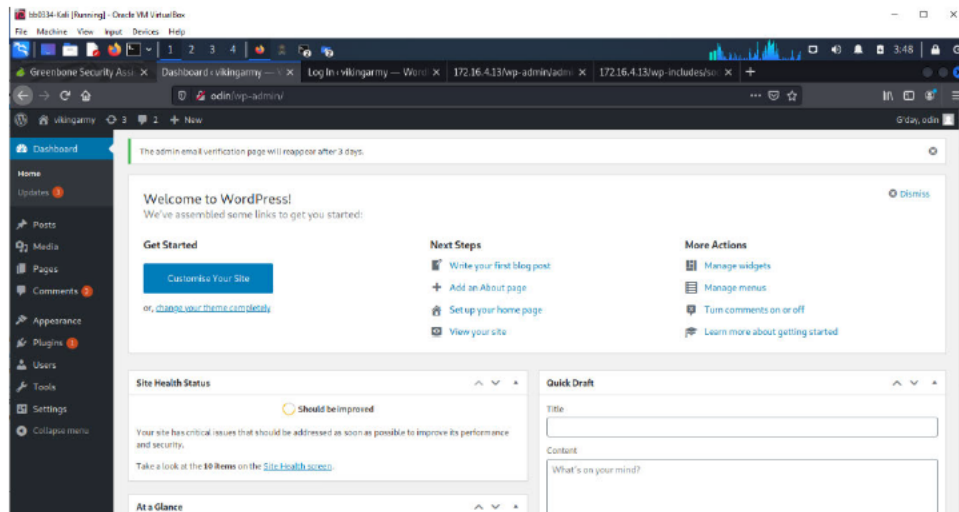 bb0334-Kali [Running] - Oracle VM VirtualBox
File Machine View Input Devices Help
1 2 3 4 3:48
Greenbone Security Assi Dashboard ‹ vikingarmy — Log In ‹ vikingarmy — Word 172.16.4.13/wp-admin/admi 172.16.4.13/wp-includes/so
odin/wp-admin/
vikingarmy 3 2 + New G'day, odin
Dashboard
Home
Updates 3
Posts
Media
Pages
Comments 2
Appearance
Plugins
Users
Tools
Settings
Collapse menu
The admin email verification page will reappear after 3 days.
Welcome to WordPress!
Dismiss
We've assembled some links to get you started:
Get Started
Customise Your Site
or, change your theme completely
Next Steps
Write your first blog post
Add an About page
Set up your home page
View your site
More Actions
Manage widgets
Manage menus
Turn comments on or off
Learn more about getting started
Site Health Status
Should be improved
Your site has critical issues that should be addressed as soon as possible to improve its performance
and security.
Take a look at the 10 items on the Site Health screen.
At a Glance
Quick Draft
Title
Content
What's on your mind?